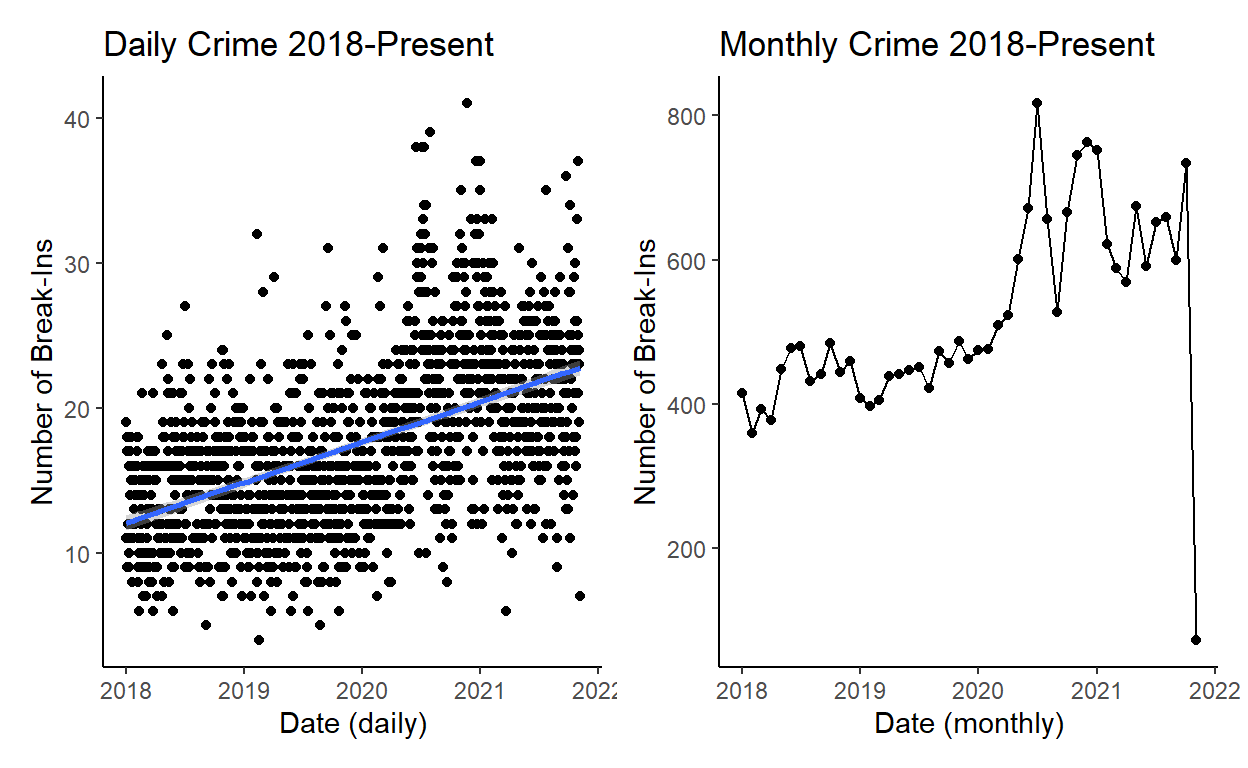 Daily Crime 2018-Present
Number of Break-Ins
40
30
20
10
2018 2019 2020 2021 2022
Date (daily)
Monthly Crime 2018-Present
Number of Break-Ins
800
600
400
200
2018 2019 2020 2021 2022
Date (monthly)